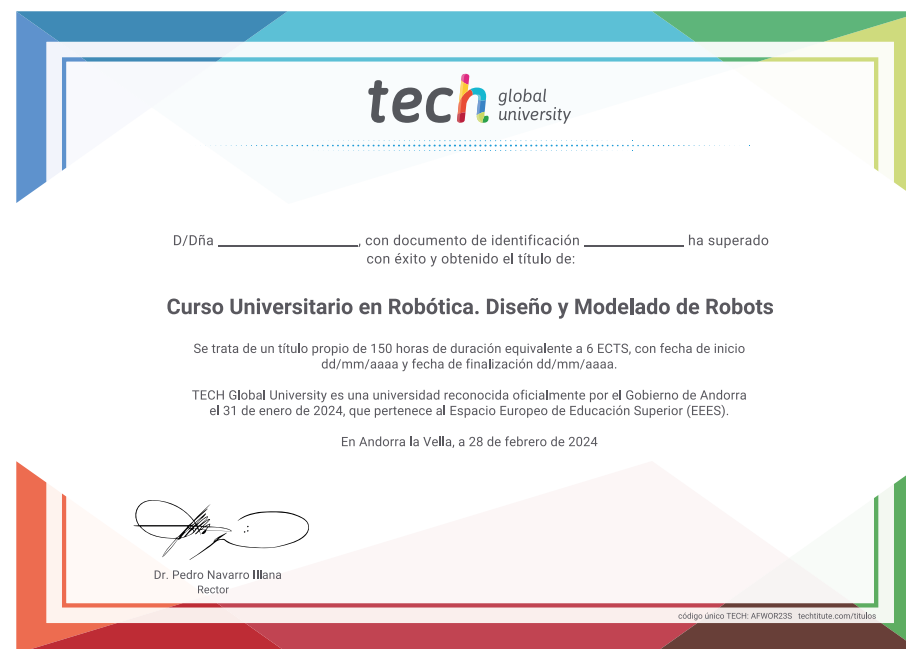 tech global
university
D/Dña ____________________, con documento de identificación ______________ ha superado
con éxito y obtenido el título de:
Curso Universitario en Robótica. Diseño y Modelado de Robots
Se trata de un título propio de 150 horas de duración equivalente a 6 ECTS, con fecha de inicio
dd/mm/aaaa y fecha de finalización dd/mm/aaaa.
TECH Global University es una universidad reconocida oficialmente por el Gobierno de Andorra
el 31 de enero de 2024, que pertenece al Espacio Europeo de Educación Superior (EEES).
En Andorra la Vella, a 28 de febrero de 2024
Dr. Pedro Navarro Illana
Rector
código único TECH: AFWOR23S techtitute.com/titulos